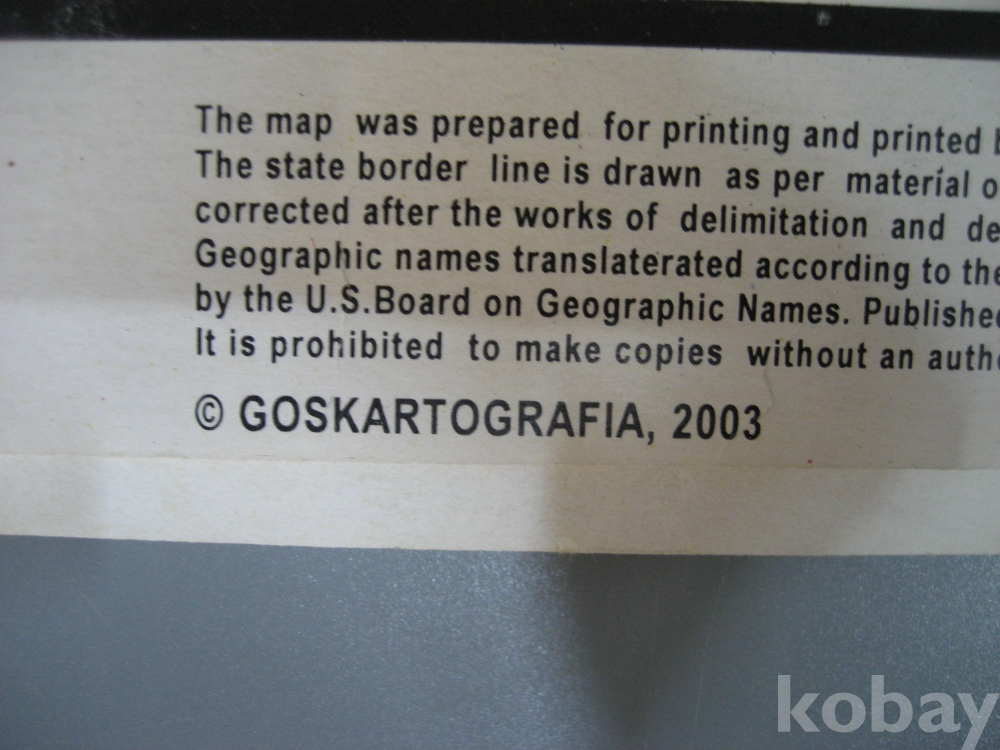 The map was prepared for printing and printed
The state border line is drawn as per material
corrected after the works of delimitation and
Geographic names translaterated according to the
by the U.S.Board on Geographic Names. Published
It is prohibited to make copies without an
© GOSKARTOGRAFIA, 2003
kobay